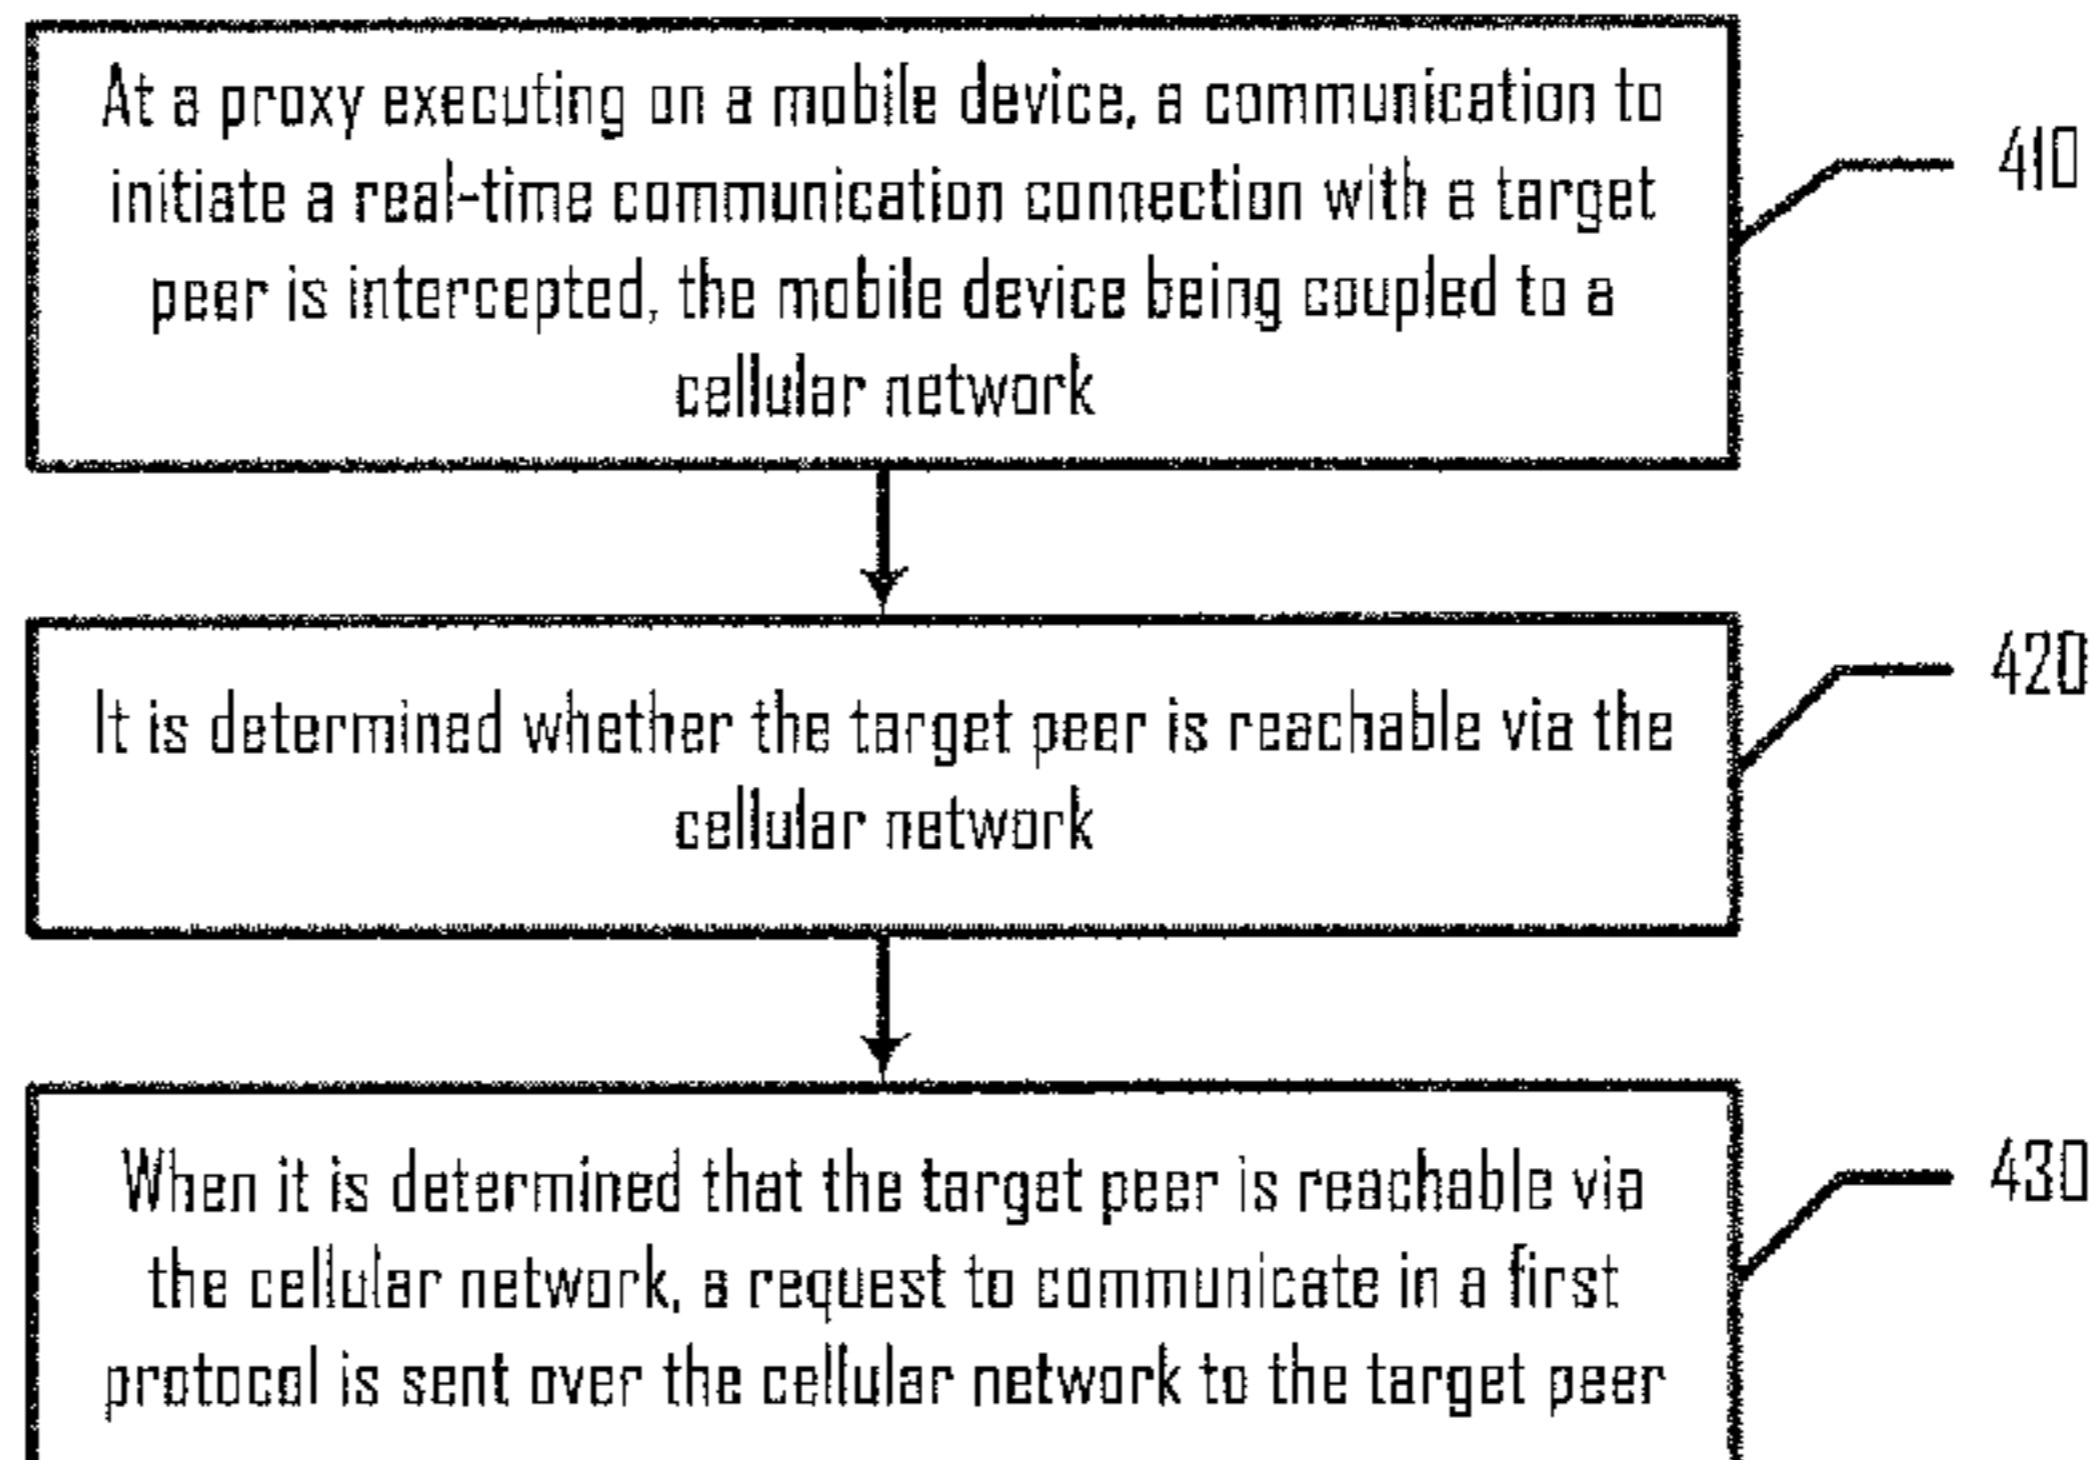 At a proxy executing on a mobile device, a communication to
initiate a real-time communication connection with a target
peer is intercepted, the mobile device being coupled to a
cellular network
410
It is determined whether the target peer is reachable via the
cellular network
420
When it is determined that the target peer is reachable via
the cellular network, a request to communicate in a first
protocol is sent over the cellular network to the target peer
430